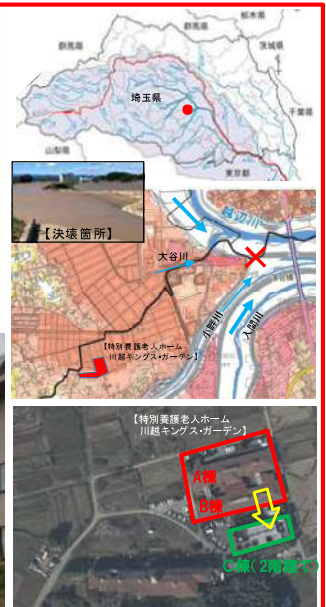 栃木県
群馬県
群馬県
茨城県
埼玉県
千葉県
山梨県
東京都
【決壊箇所】
越辺川
大谷川
小畔川
入間川
【特別養護老人ホーム
川越キングス・ガーデン】
【特別養護老人ホーム
川越キングス・ガーデン】
A棟
B棟
C棟(2階建て)